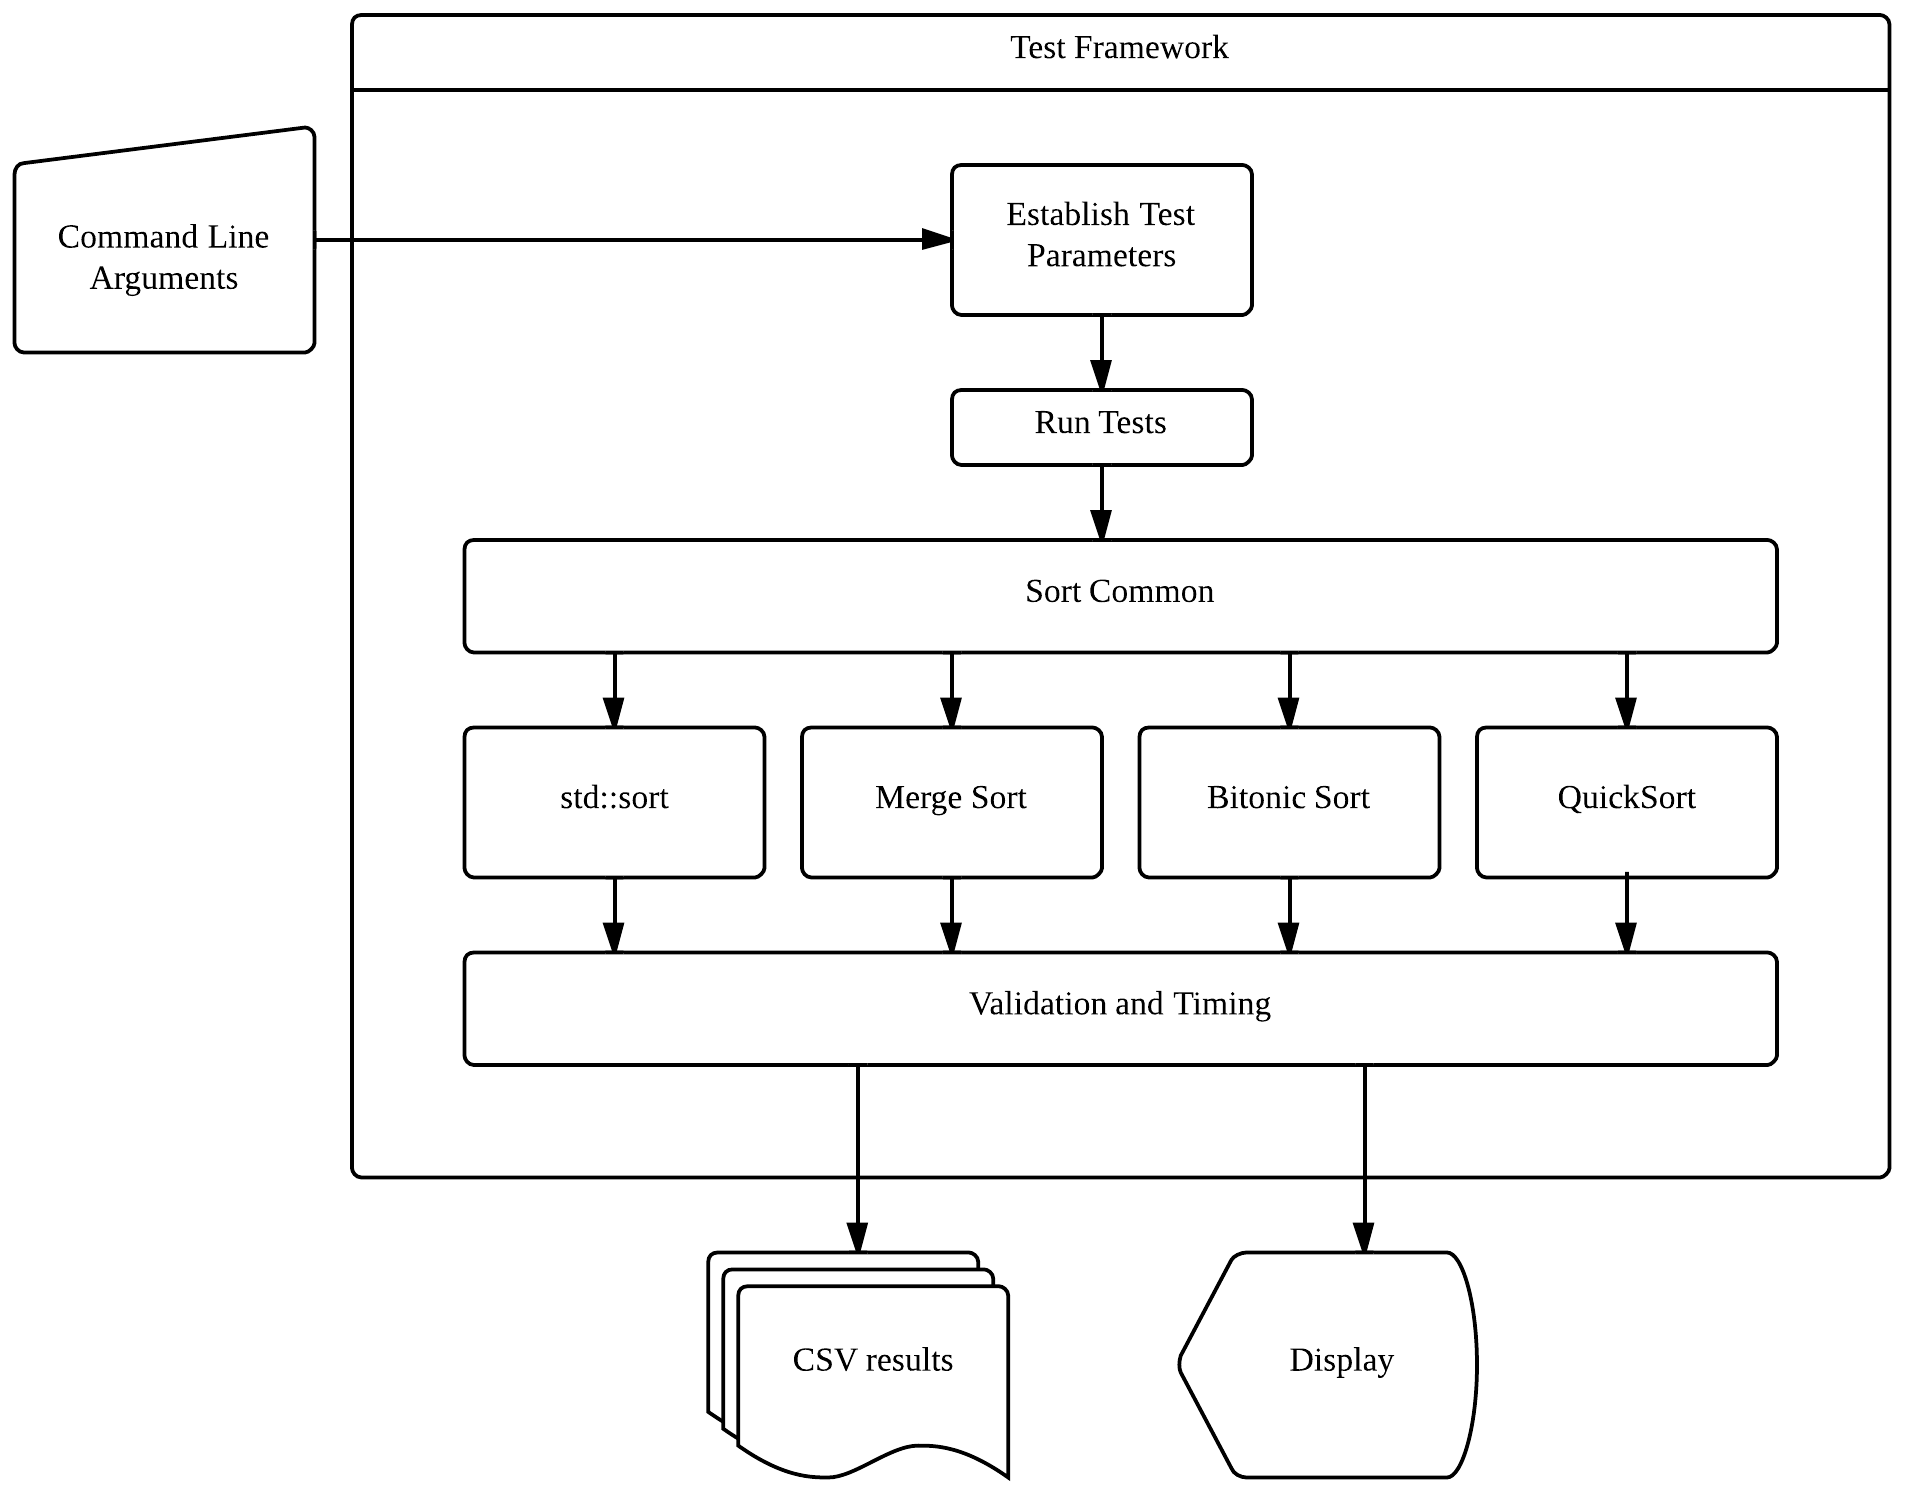 Test Framework
Command Line
Arguments
Establish Test
Parameters
Run Tests
Sort Common
std::sort
Merge Sort
Bitonic Sort
QuickSort
Validation and Timing
CSV results
Display